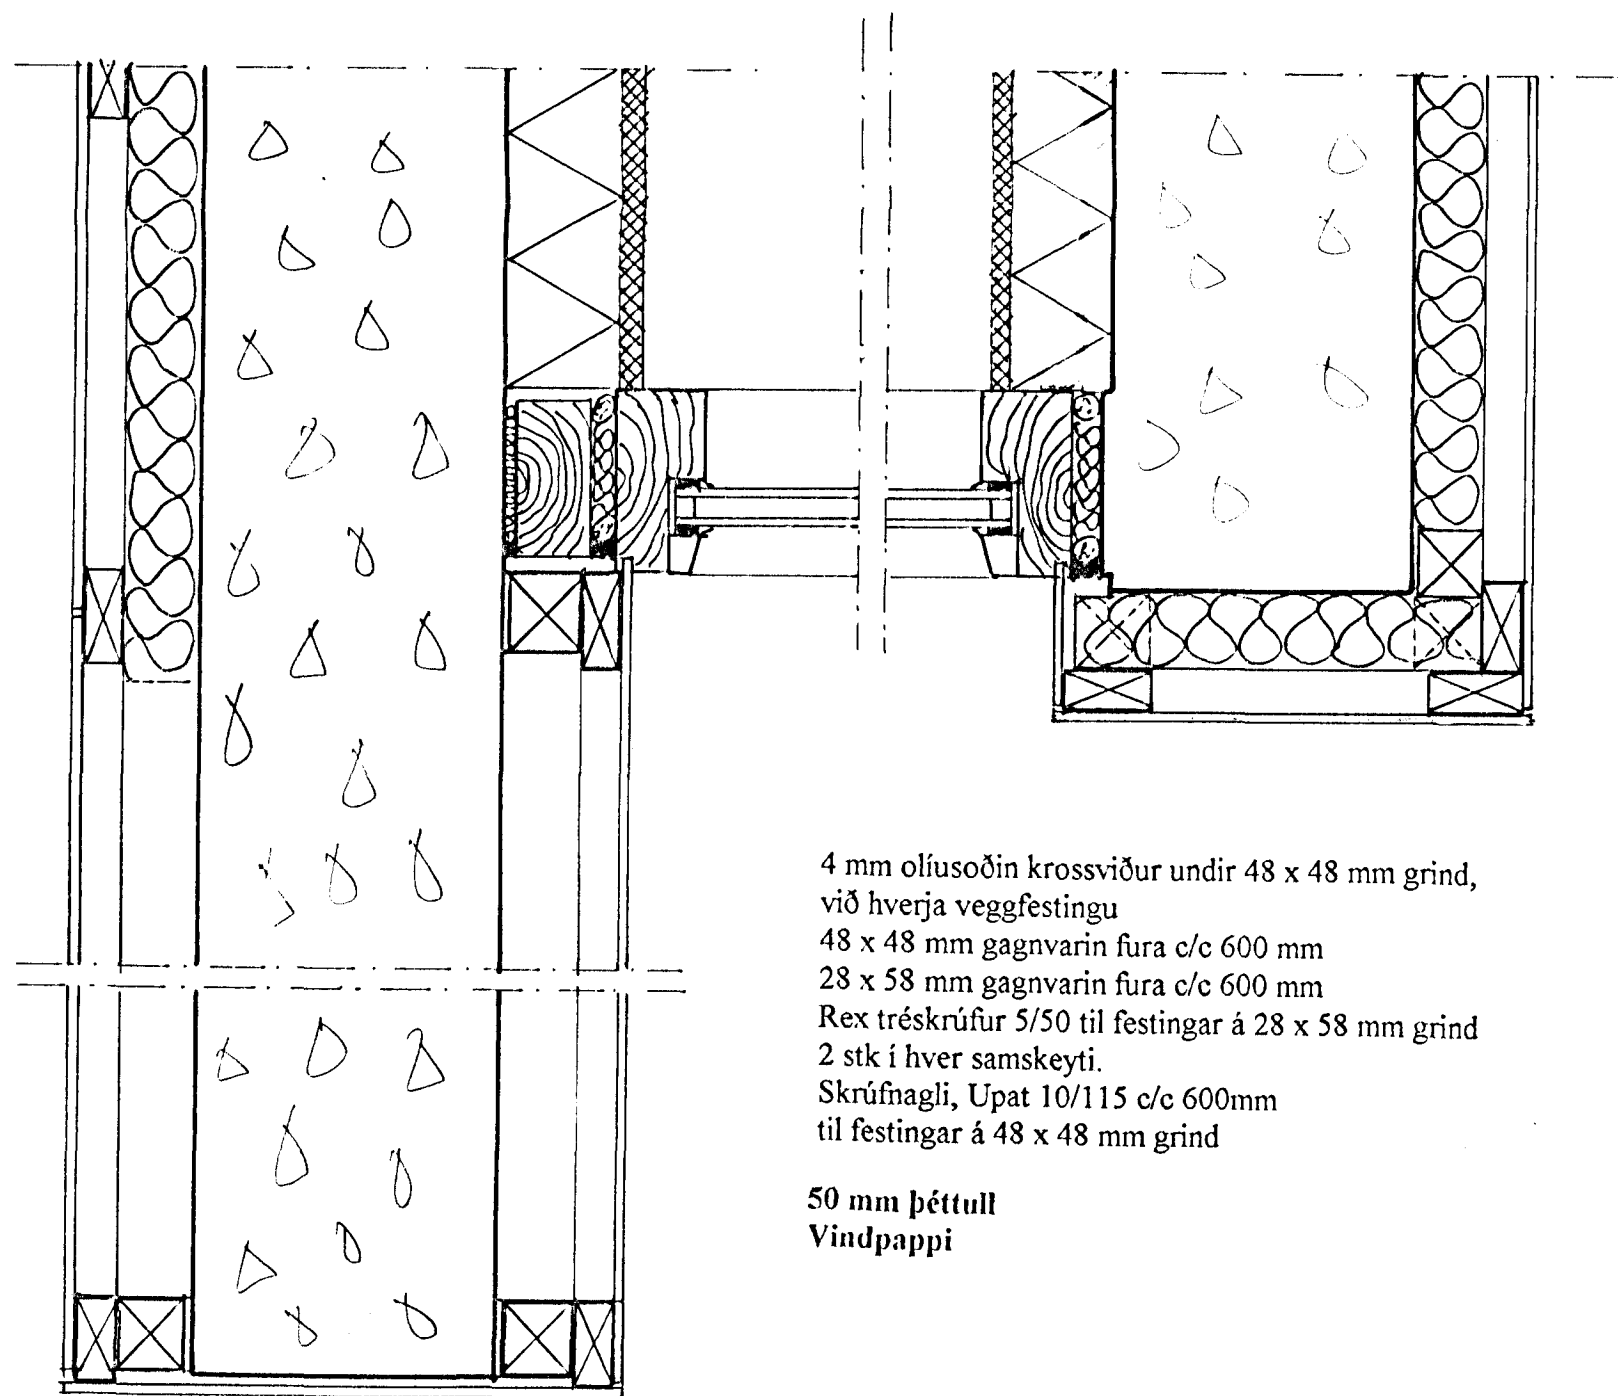 4 mm olíusoðin krossviður undir 48 x 48 mm grind,
við hverja veggfestingu
48 x 48 mm gagnvarin fura c/c 600 mm
28 x 58 mm gagnvarin fura c/c 600 mm
Rex tréskrúfur 5/50 til festingar á 28 x 58 mm grind
2 stk í hver samskeyti.
Skrúfnagli, Upat 10/115 c/c 600mm
til festingar á 48 x 48 mm grind
50 mm þéttull
Vindpappi